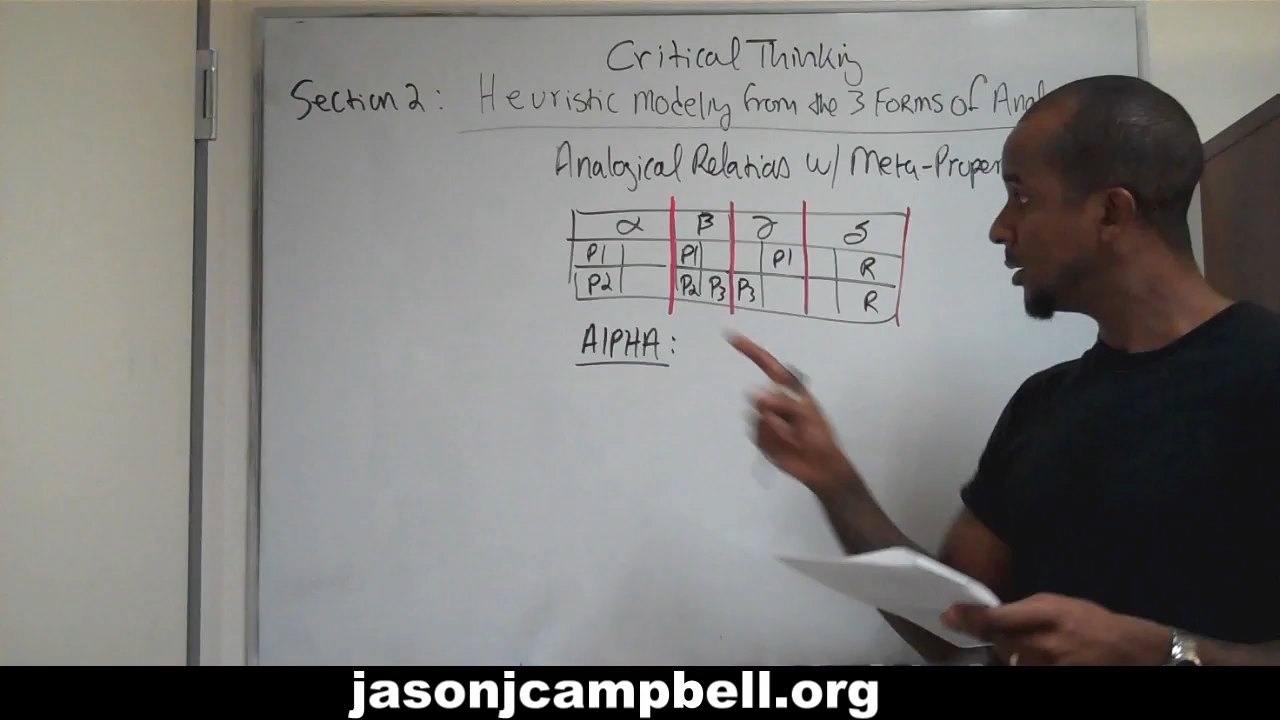 Critical Thinking
Section 2: Heuristic Modeling from the 3 Forms of Anal
Analogical Relations w/ Meta-Proper
α β γ δ
P1 P1 P1 R
P2 P2 P3 P3 R
AlPHA:
jasonjcampbell.org